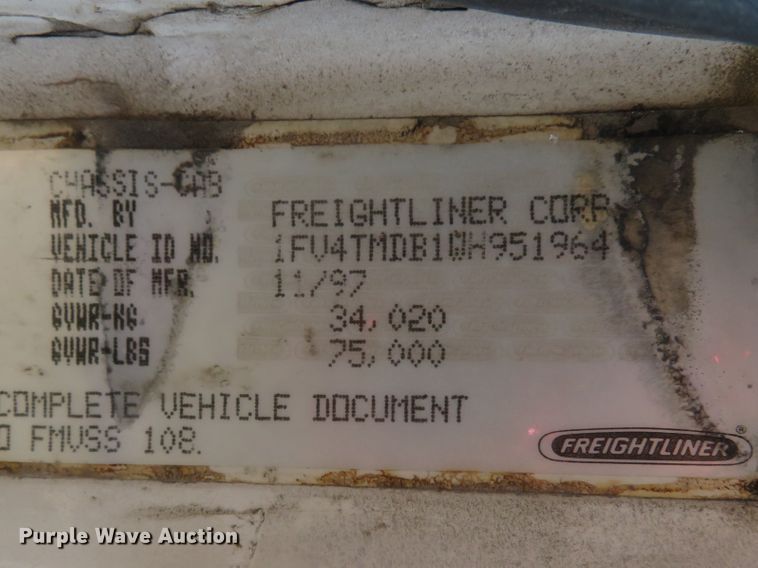 CHASSIS-CAB
MFD. BY FREIGHTLINER CORP
VEHICLE ID NO. 1FV4TMDB1WH951964
DATE OF MFR. 11/97
GVWR-KG 34,020
GVWR-LBS 75,000
COMPLETE VEHICLE DOCUMENT
O FMVSS 108.
FREIGHTLINER®
Purple Wave Auction®